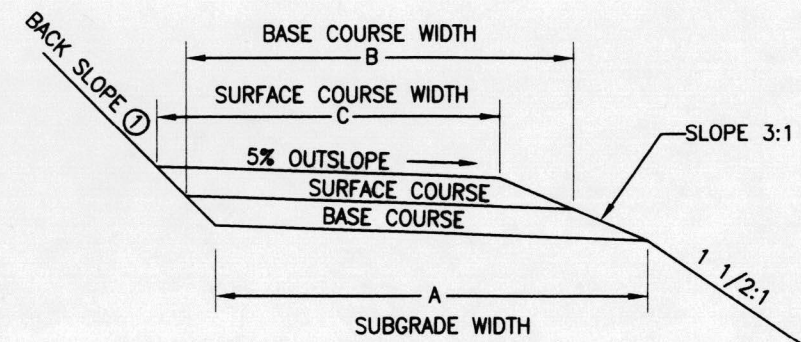 BACK SLOPE ①
BASE COURSE WIDTH
B
SURFACE COURSE WIDTH
C
SLOPE 3:1
5% OUTSLOPE
SURFACE COURSE
BASE COURSE
1 1/2:1
A
SUBGRADE WIDTH